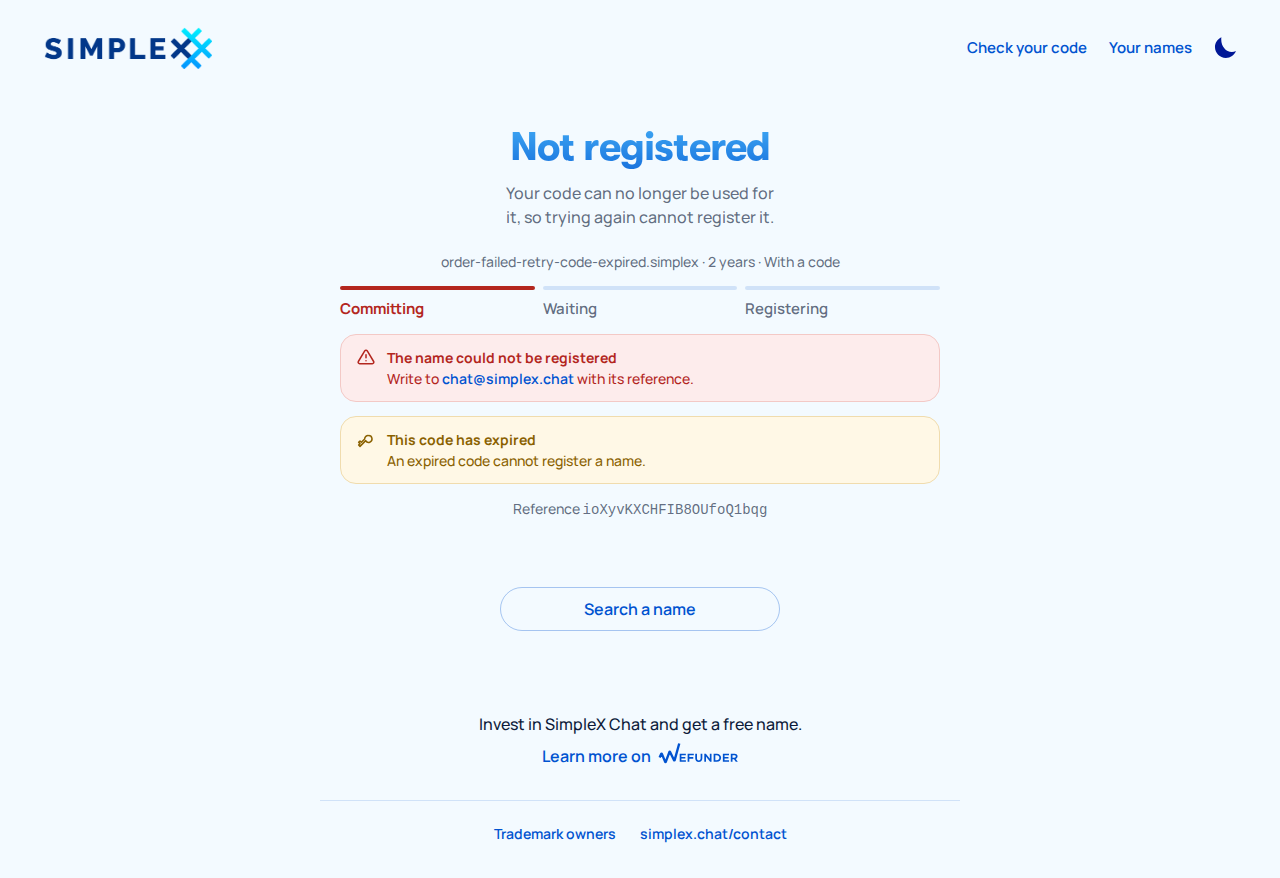 SIMPLEX
Check your code
Your names
Not registered
Your code can no longer be used for
it, so trying again cannot register it.
order-failed-retry-code-expired.simplex · 2 years · With a code
Committing
Waiting
Registering
The name could not be registered
Write to chat@simplex.chat with its reference.
This code has expired
An expired code cannot register a name.
Reference ioXyvKXCHFIB8OUfoQ1bqg
Search a name
Invest in SimpleX Chat and get a free name.
Learn more on WEFUNDER
Trademark owners
simplex.chat/contact